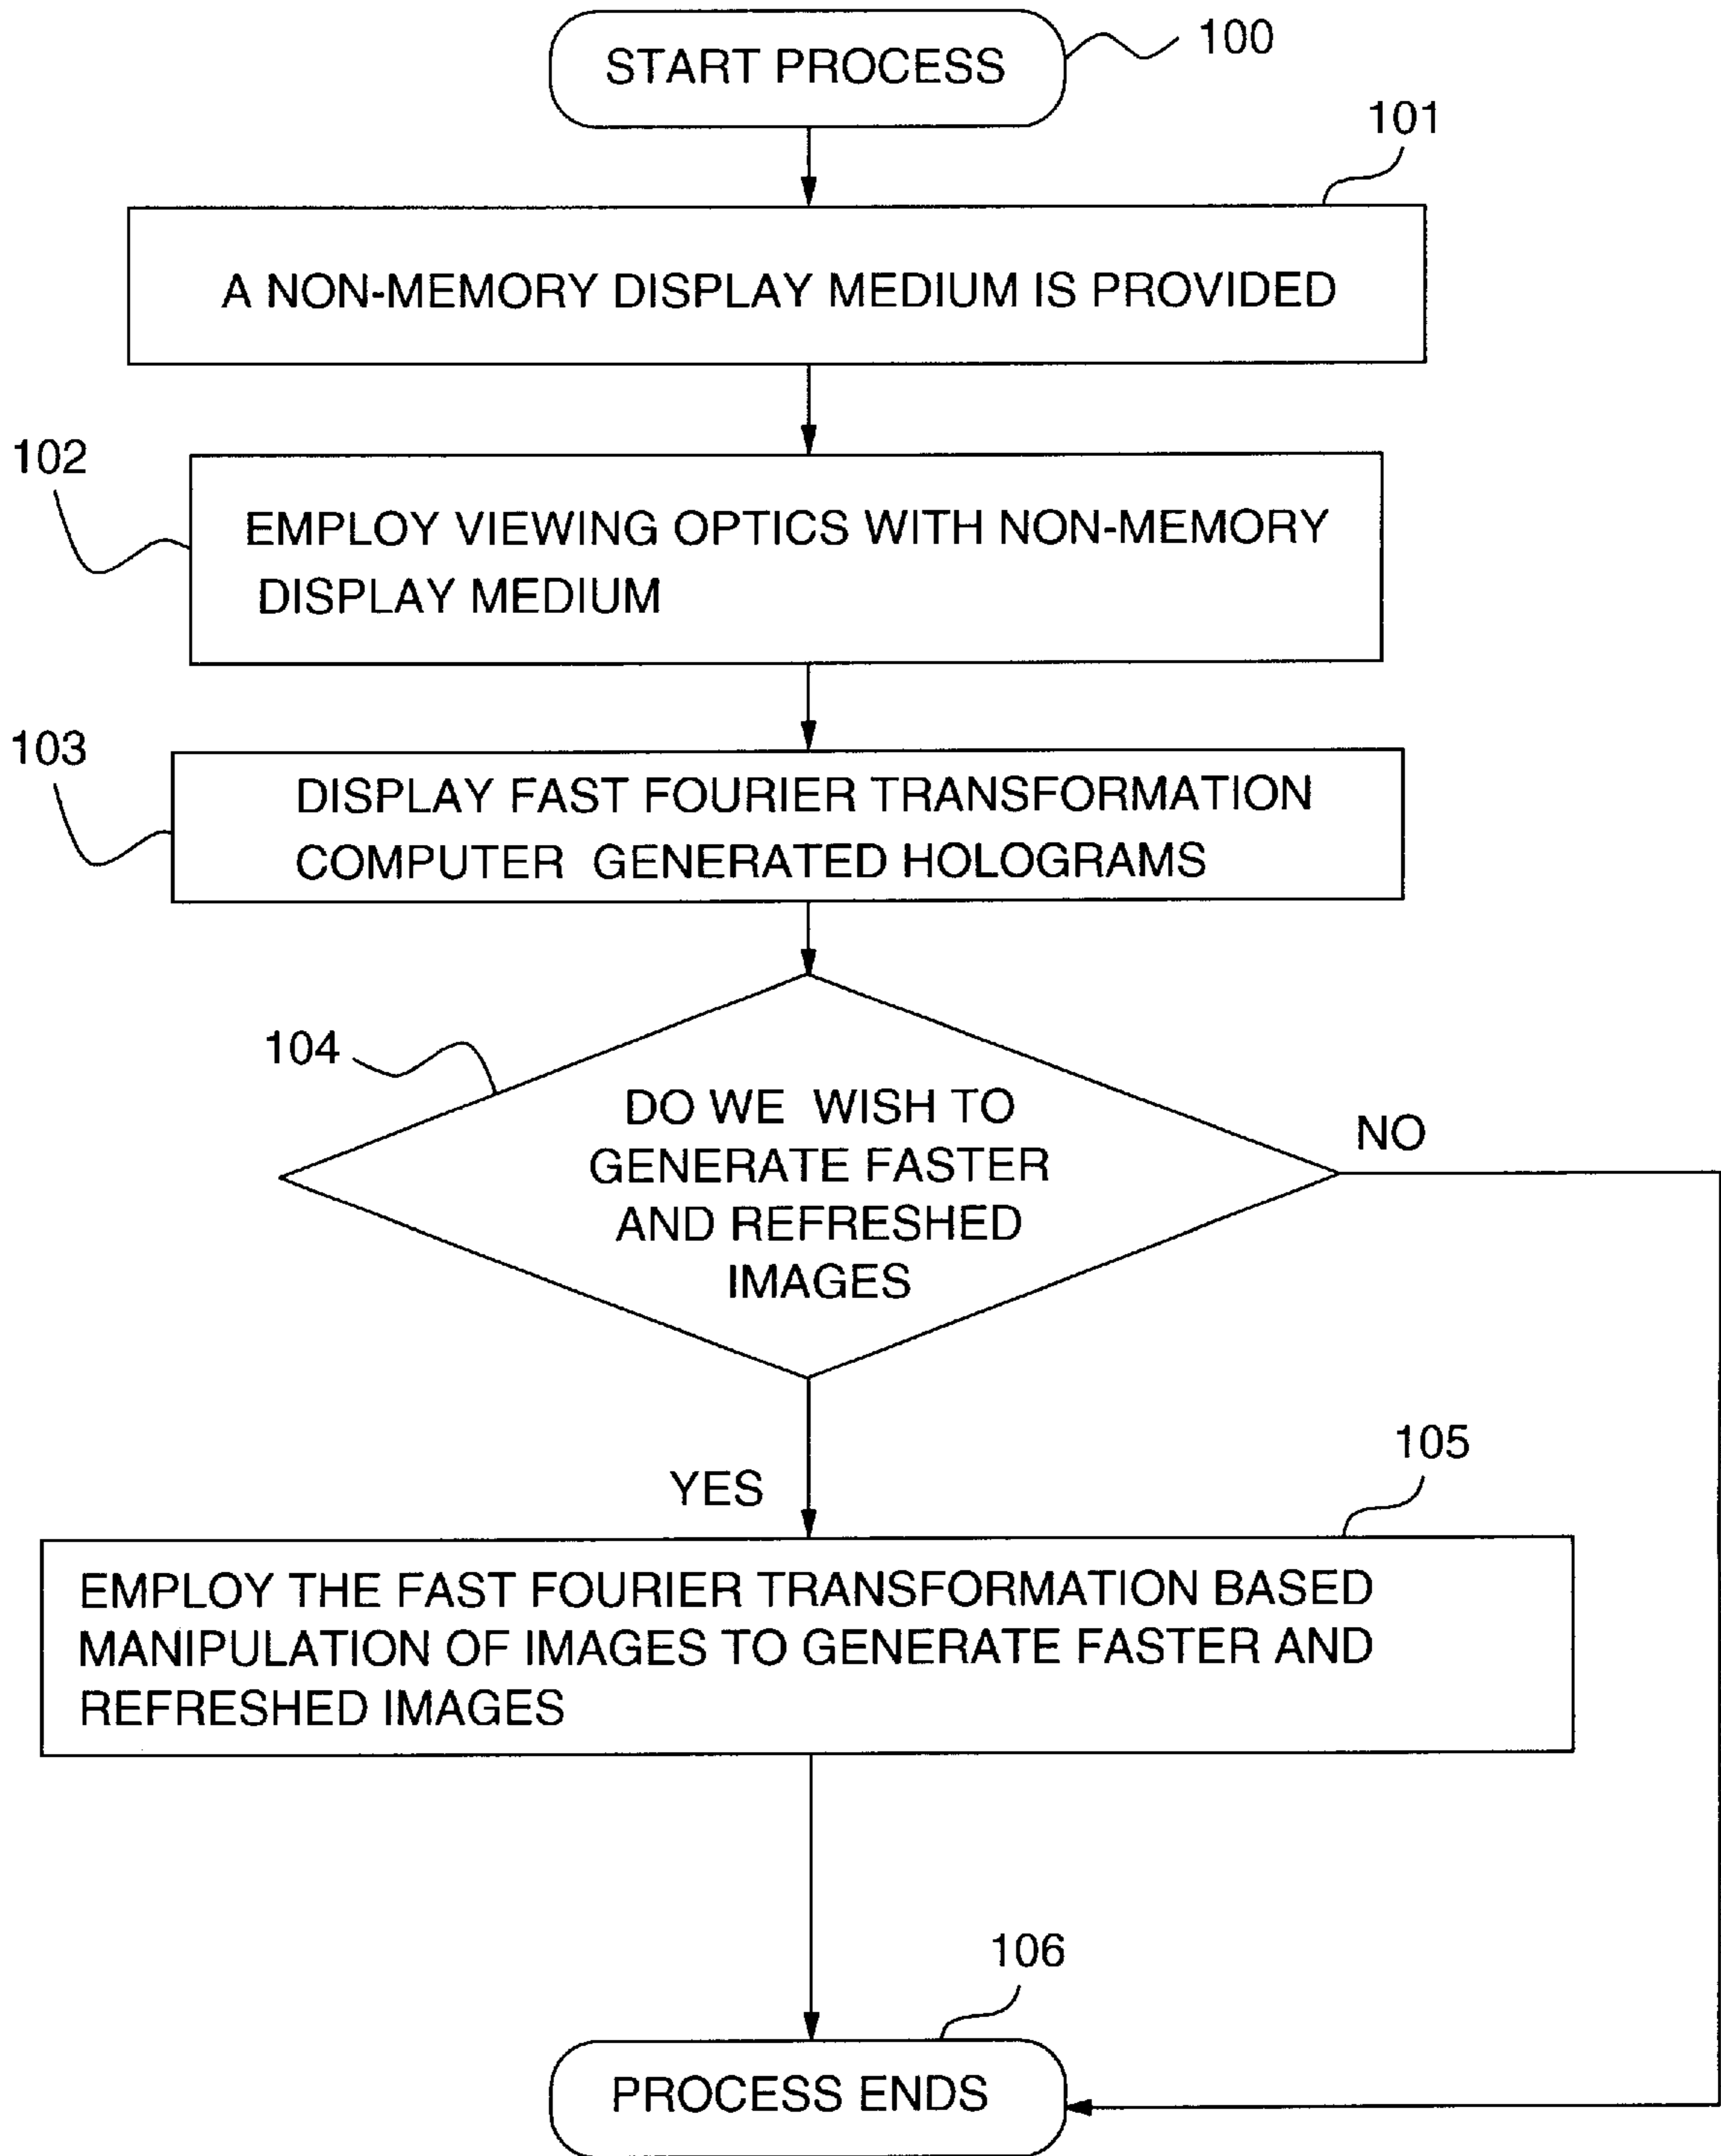 START PROCESS
100
101
A NON-MEMORY DISPLAY MEDIUM IS PROVIDED
102
EMPLOY VIEWING OPTICS WITH NON-MEMORY
DISPLAY MEDIUM
103
DISPLAY FAST FOURIER TRANSFORMATION
COMPUTER GENERATED HOLOGRAMS
104
DO WE WISH TO
GENERATE FASTER
AND REFRESHED
IMAGES
NO
YES
105
EMPLOY THE FAST FOURIER TRANSFORMATION BASED
MANIPULATION OF IMAGES TO GENERATE FASTER AND
REFRESHED IMAGES
106
PROCESS ENDS